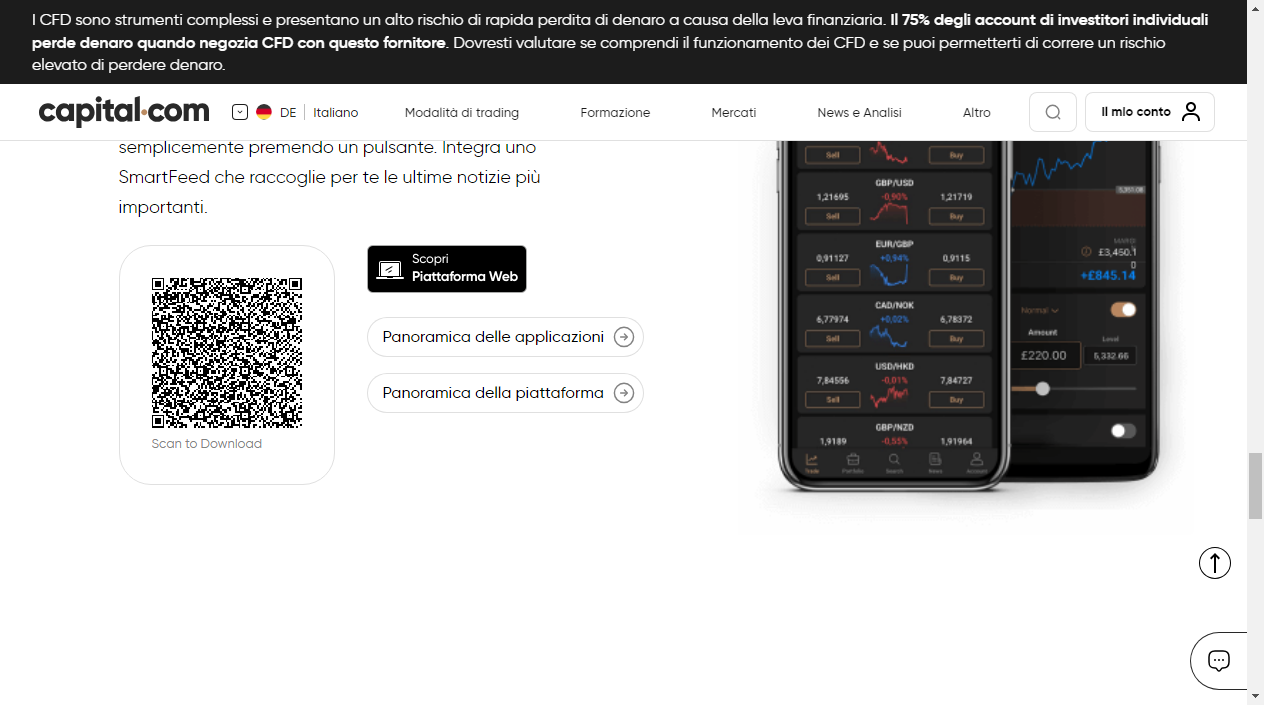 I CFD sono strumenti complessi e presentano un alto rischio di rapida perdita di denaro a causa della leva finanziaria. Il 75% degli account di investitori individuali
perde denaro quando negozia CFD con questo fornitore. Dovresti valutare se comprendi il funzionamento dei CFD e se puoi permetterti di correre un rischio
elevato di perdere denaro.
capital.com
DE Italiano
Modalità di trading
Formazione
Mercati
News e Analisi
Altro
Il mio conto
semplicemente premendo un pulsante. Integra uno
SmartFeed che raccoglie per te le ultime notizie più
importanti.
Scan to Download
Scopri
Piattaforma Web
Panoramica delle applicazioni
Panoramica della piattaforma
Sell Buy
GBP/USD
1,21695 -0,90% 1,21719
Sell Buy
EUR/GBP
0,91127 +0,94% 0,9115
Sell Buy
CAD/NOK
6,77974 +0,02% 6,78372
Sell Buy
USD/HKD
7,84556 -0,01% 7,84727
Sell Buy
GBP/NZD
1,9189 -0,55% 1,91964
Trade Portfolio Search News Account
£3,450.1
0
+£845.14
Normal
Amount Level
£220.00 5,332.66